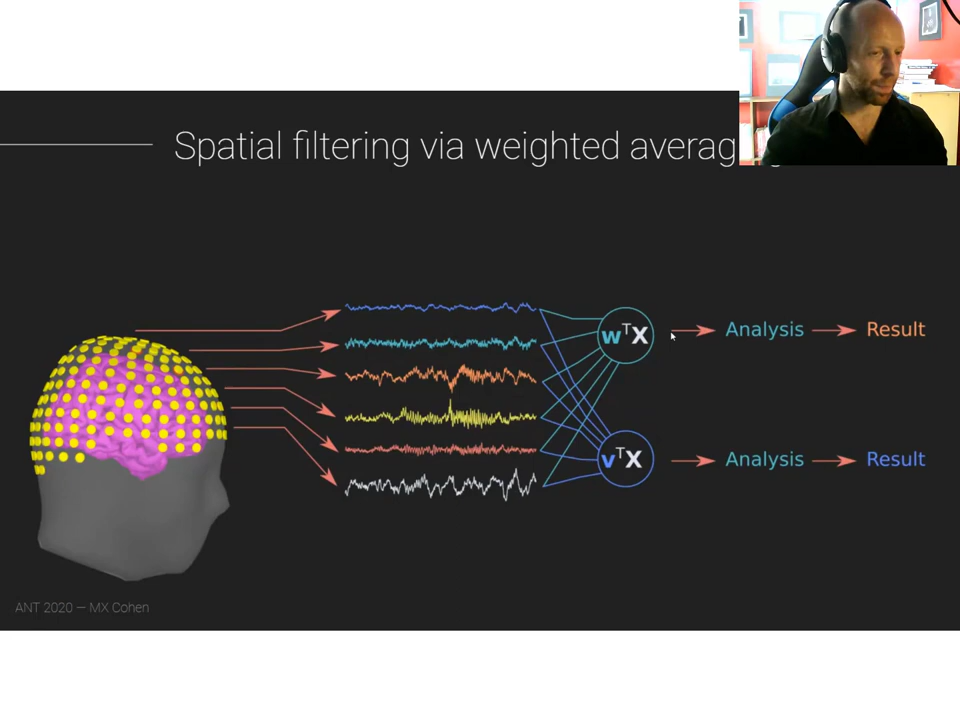 Spatial filtering via weighted averag
wᵀX
Analysis
Result
vᵀX
Analysis
Result
ANT 2020 — MX Cohen